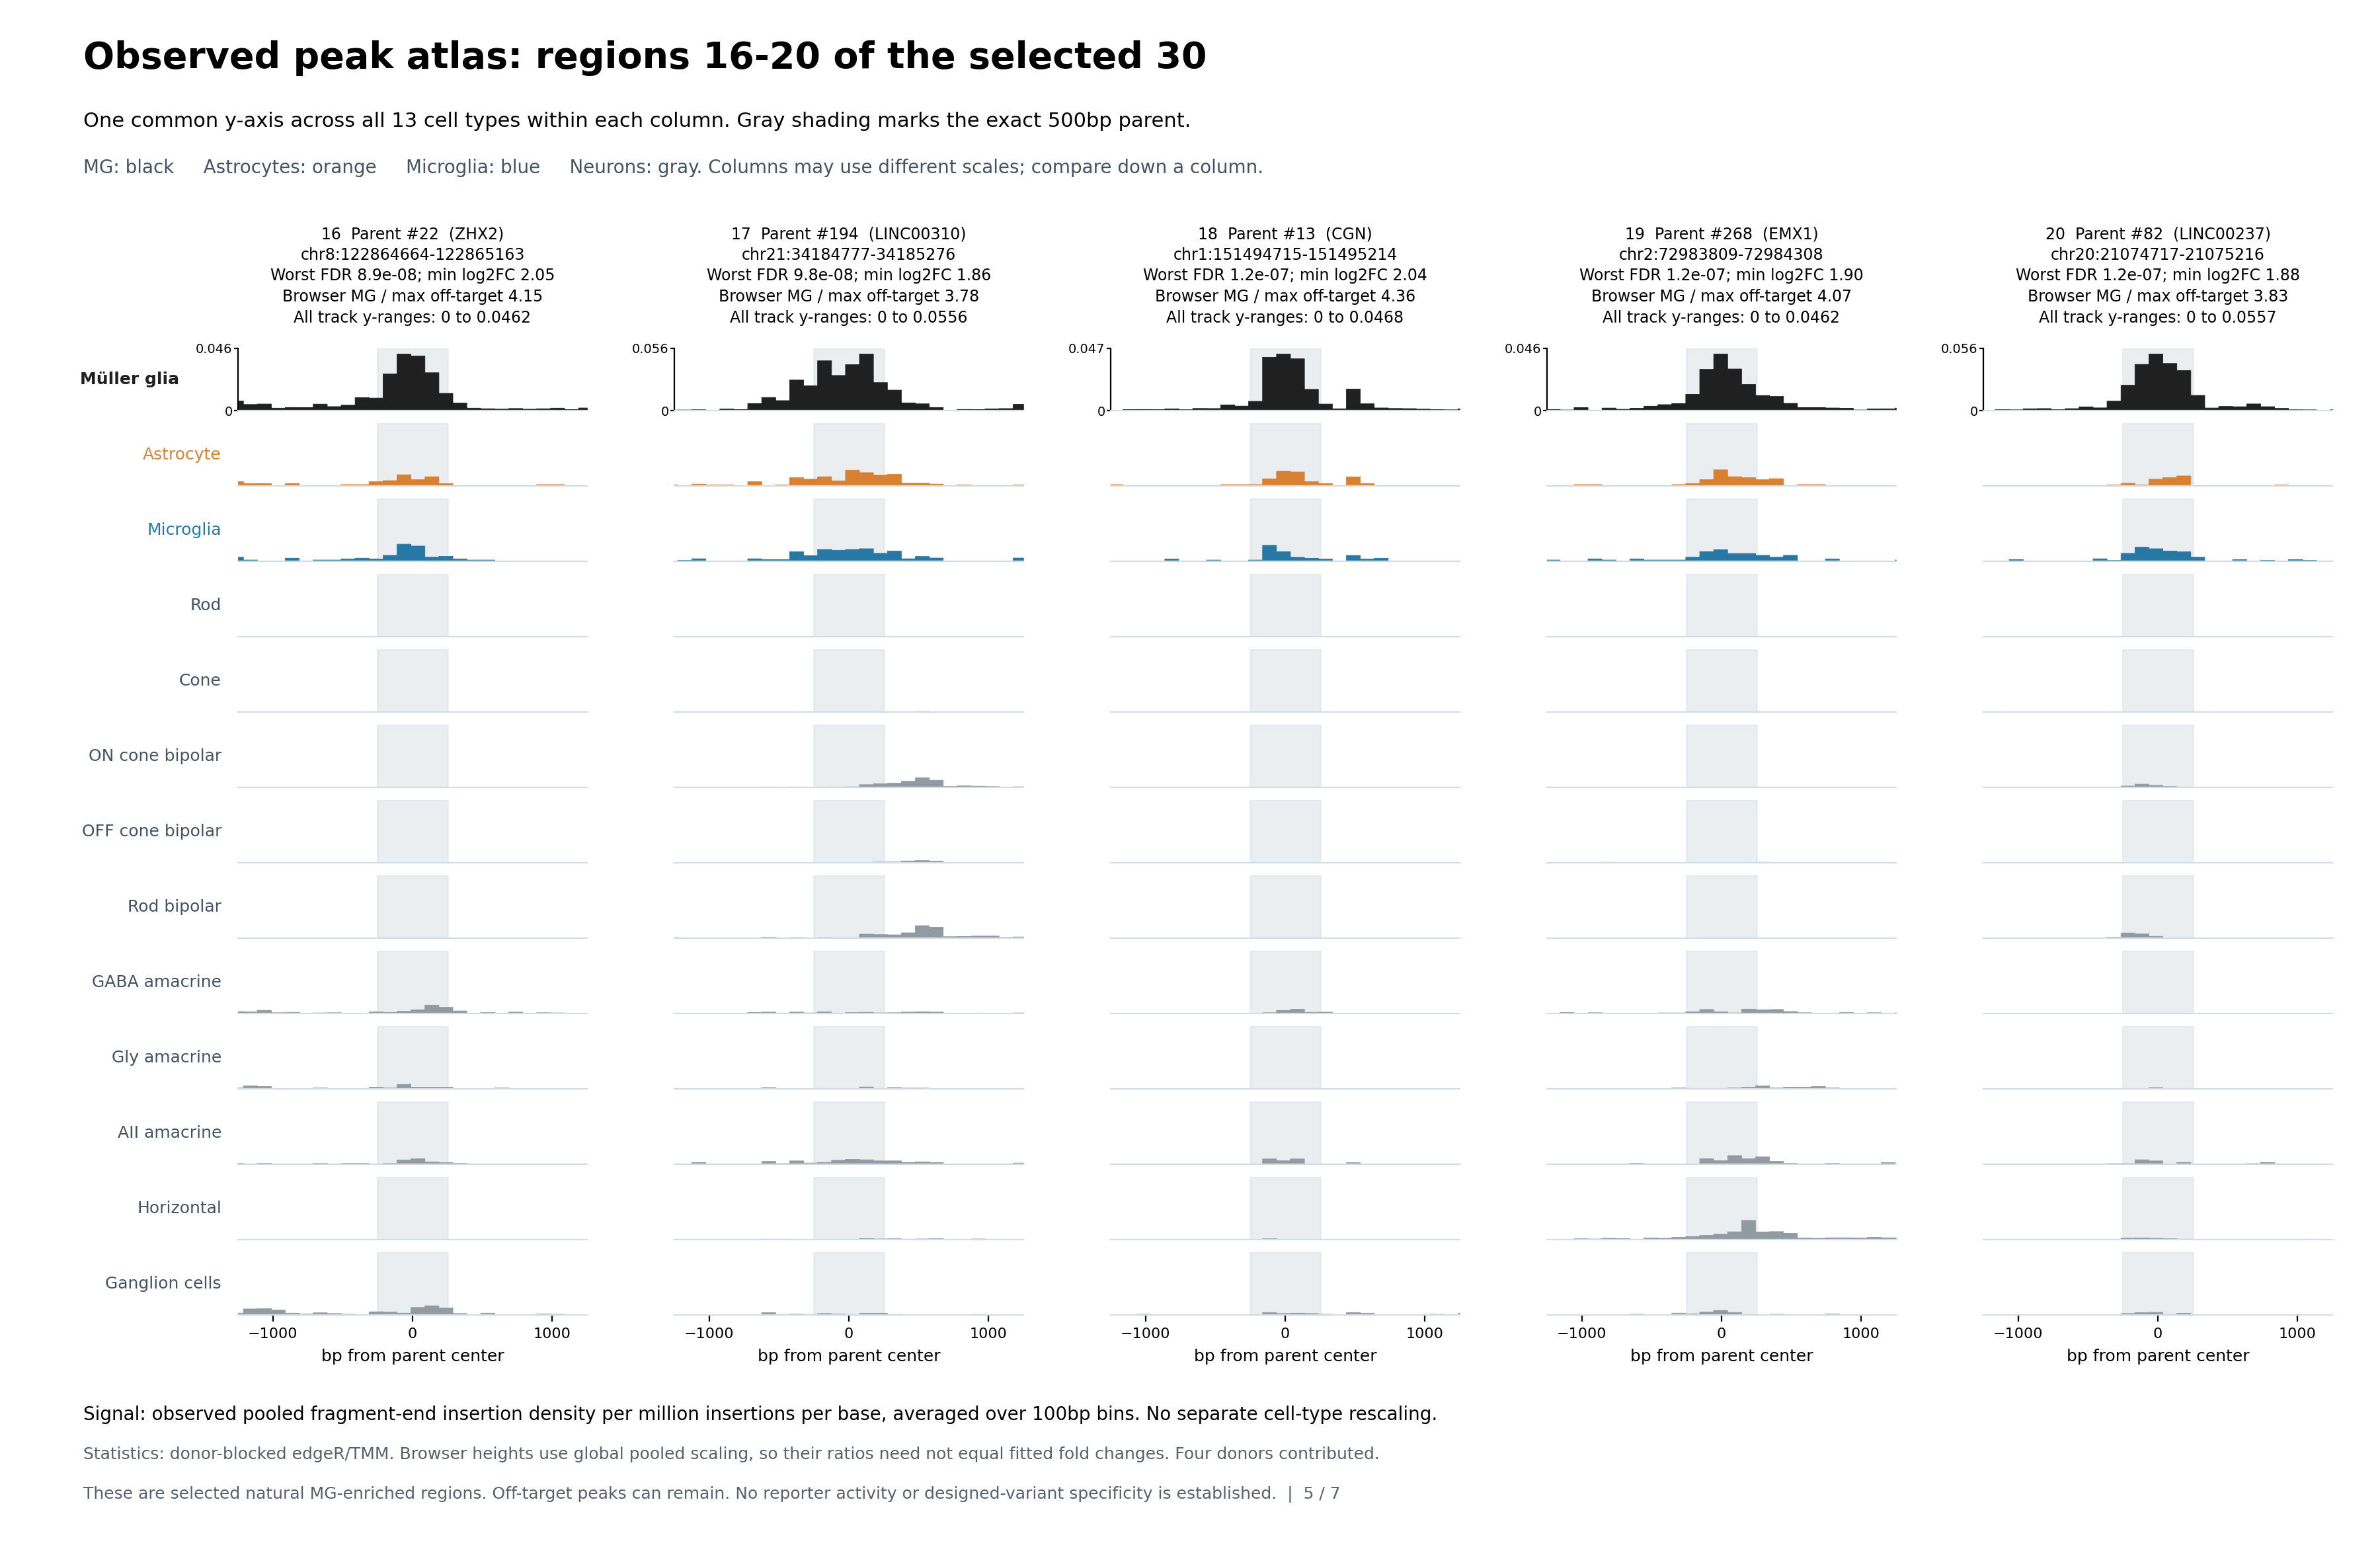 Observed peak atlas: regions 16-20 of the selected 30
One common y-axis across all 13 cell types within each column. Gray shading marks the exact 500bp parent.
MG: black Astrocytes: orange Microglia: blue Neurons: gray. Columns may use different scales; compare down a column.
16 Parent #22 (ZHX2)
chr8:122864664-122865163
Worst FDR 8.9e-08; min log2FC 2.05
Browser MG / max off-target 4.15
All track y-ranges: 0 to 0.0462
17 Parent #194 (LINC00310)
chr21:34184777-34185276
Worst FDR 9.8e-08; min log2FC 1.86
Browser MG / max off-target 3.78
All track y-ranges: 0 to 0.0556
18 Parent #13 (CGN)
chr1:151494715-151495214
Worst FDR 1.2e-07; min log2FC 2.04
Browser MG / max off-target 4.36
All track y-ranges: 0 to 0.0468
19 Parent #268 (EMX1)
chr2:72983809-72984308
Worst FDR 1.2e-07; min log2FC 1.90
Browser MG / max off-target 4.07
All track y-ranges: 0 to 0.0462
20 Parent #82 (LINC00237)
chr20:21074717-21075216
Worst FDR 1.2e-07; min log2FC 1.88
Browser MG / max off-target 3.83
All track y-ranges: 0 to 0.0557
0.046 0.056 0.047 0.046 0.056
Müller glia
0 0 0 0 0
Astrocyte
Microglia
Rod
Cone
ON cone bipolar
OFF cone bipolar
Rod bipolar
GABA amacrine
Gly amacrine
AII amacrine
Horizontal
Ganglion cells
−1000 0 1000 −1000 0 1000 −1000 0 1000 −1000 0 1000 −1000 0 1000
bp from parent center bp from parent center bp from parent center bp from parent center bp from parent center
Signal: observed pooled fragment-end insertion density per million insertions per base, averaged over 100bp bins. No separate cell-type rescaling.
Statistics: donor-blocked edgeR/TMM. Browser heights use global pooled scaling, so their ratios need not equal fitted fold changes. Four donors contributed.
These are selected natural MG-enriched regions. Off-target peaks can remain. No reporter activity or designed-variant specificity is established. | 5 / 7